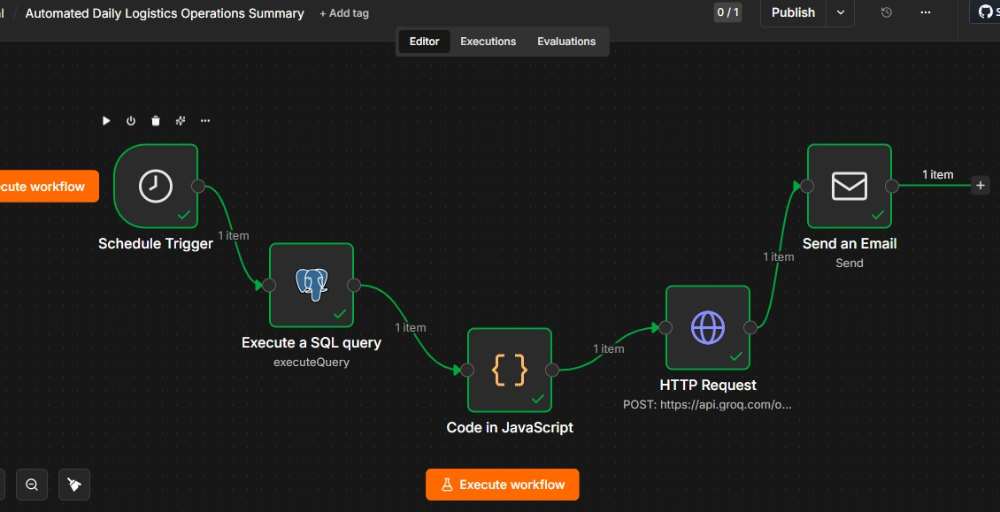 Automated Daily Logistics Operations Summary + Add tag
0 / 1
Publish
Editor Executions Evaluations
cute workflow
Schedule Trigger
1 item
Execute a SQL query
executeQuery
1 item
Code in JavaScript
1 item
HTTP Request
POST: https://api.groq.com/o...
1 item
Send an Email
Send
1 item
Execute workflow